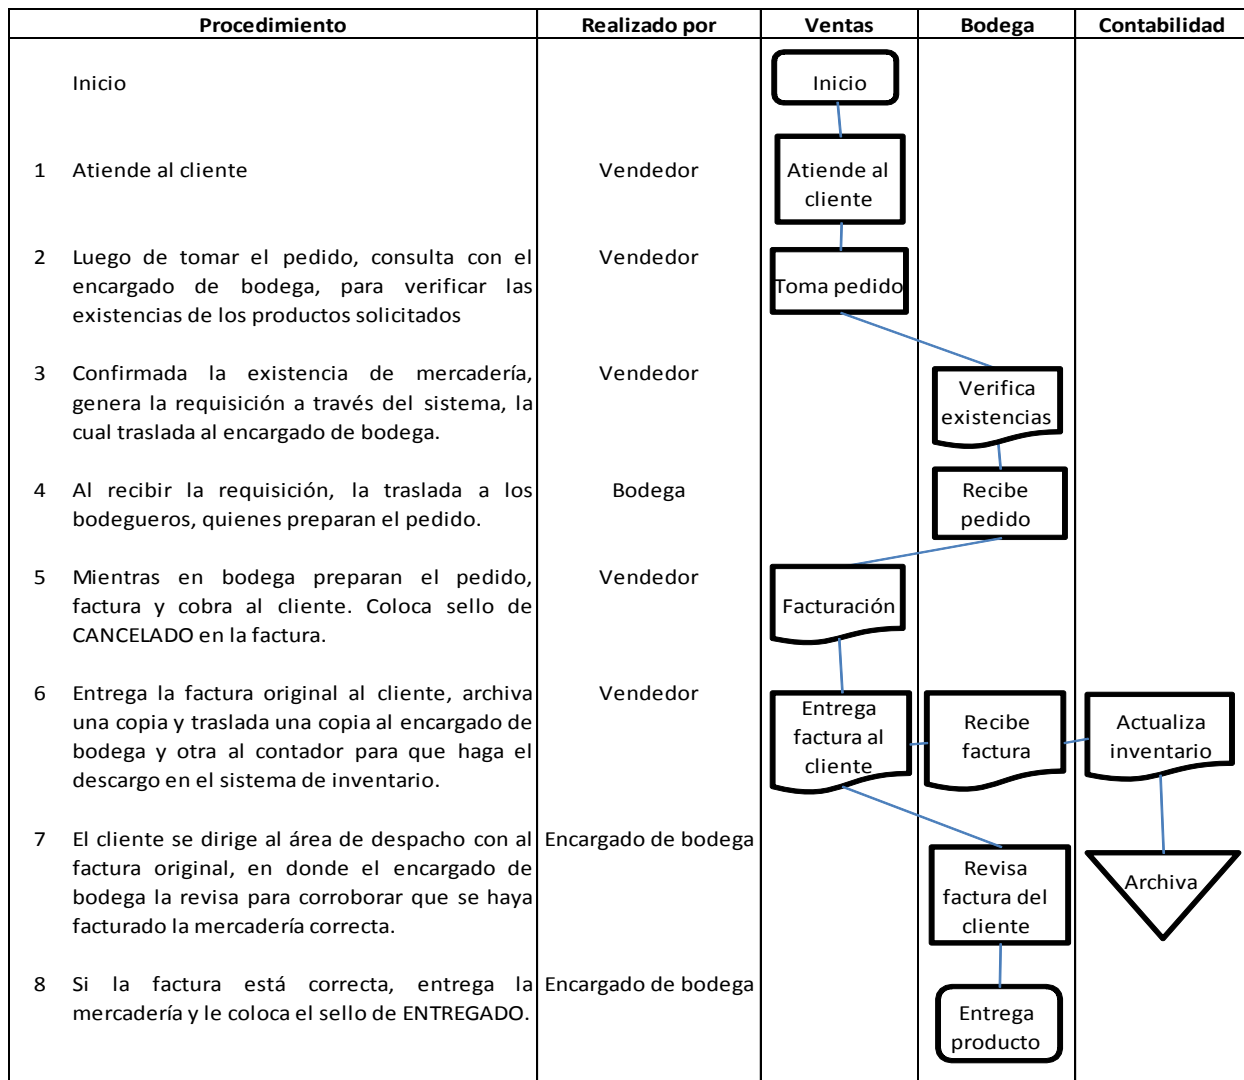 Procedimiento Realizado por Ventas Bodega Contabilidad
Inicio
Inicio
1 Atiende al cliente
Vendedor
Atiende al
cliente
2 Luego de tomar el pedido, consulta con el
encargado de bodega, para verificar las
existencias de los productos solicitados
Vendedor
Toma pedido
3 Confirmada la existencia de mercadería,
genera la requisición a través del sistema, la
cual traslada al encargado de bodega.
Vendedor
Verifica
existencias
4 Al recibir la requisición, la traslada a los
bodegueros, quienes preparan el pedido.
Bodega
Recibe
pedido
5 Mientras en bodega preparan el pedido,
factura y cobra al cliente. Coloca sello de
CANCELADO en la factura.
Vendedor
Facturación
6 Entrega la factura original al cliente, archiva
una copia y traslada una copia al encargado de
bodega y otra al contador para que haga el
descargo en el sistema de inventario.
Vendedor
Entrega
factura al
cliente
Recibe
factura
Actualiza
inventario
7 El cliente se dirige al área de despacho con al
factura original, en donde el encargado de
bodega la revisa para corroborar que se haya
facturado la mercadería correcta.
Encargado de bodega
Revisa
factura del
cliente
Archiva
8 Si la factura está correcta, entrega la
mercadería y le coloca el sello de ENTREGADO.
Encargado de bodega
Entrega
producto